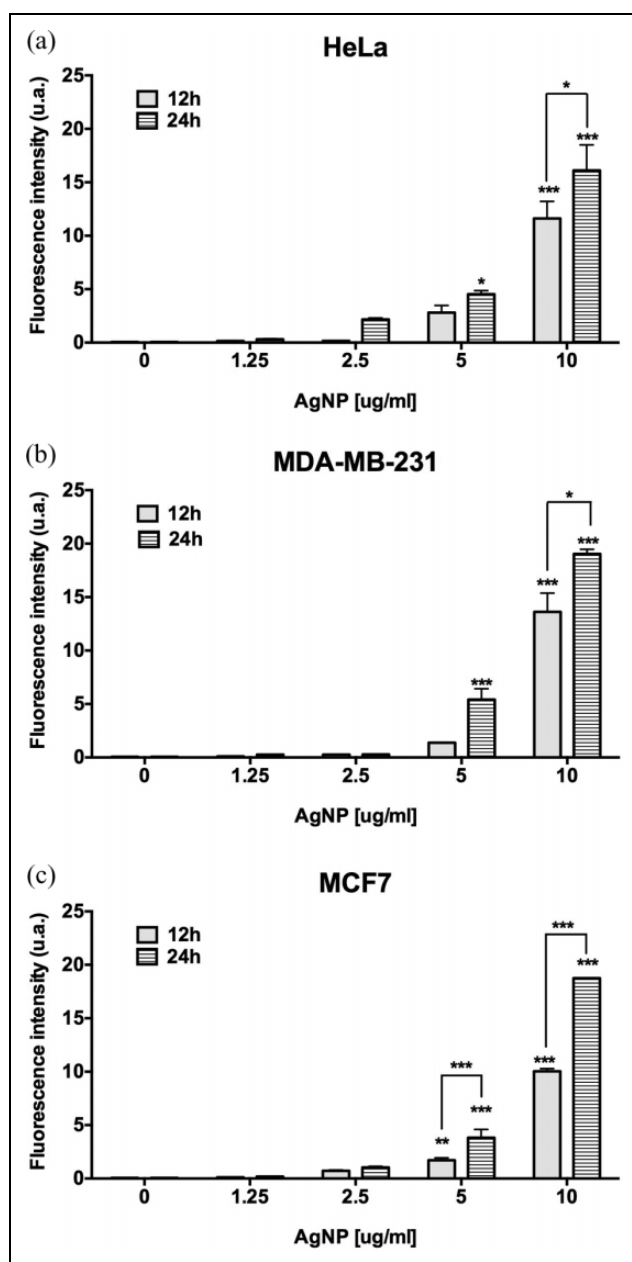 (a)
HeLa
Fluorescence intensity (u.a.)
25
20
15
10
5
0
12h
24h
*
***
***
*
0 1.25 2.5 5 10
AgNP [ug/ml]
(b)
MDA-MB-231
Fluorescence intensity (u.a.)
25
20
15
10
5
0
12h
24h
*
***
***
***
0 1.25 2.5 5 10
AgNP [ug/ml]
(c)
MCF7
Fluorescence intensity (u.a.)
25
20
15
10
5
0
12h
24h
***
***
***
***
***
**
0 1.25 2.5 5 10
AgNP [ug/ml]